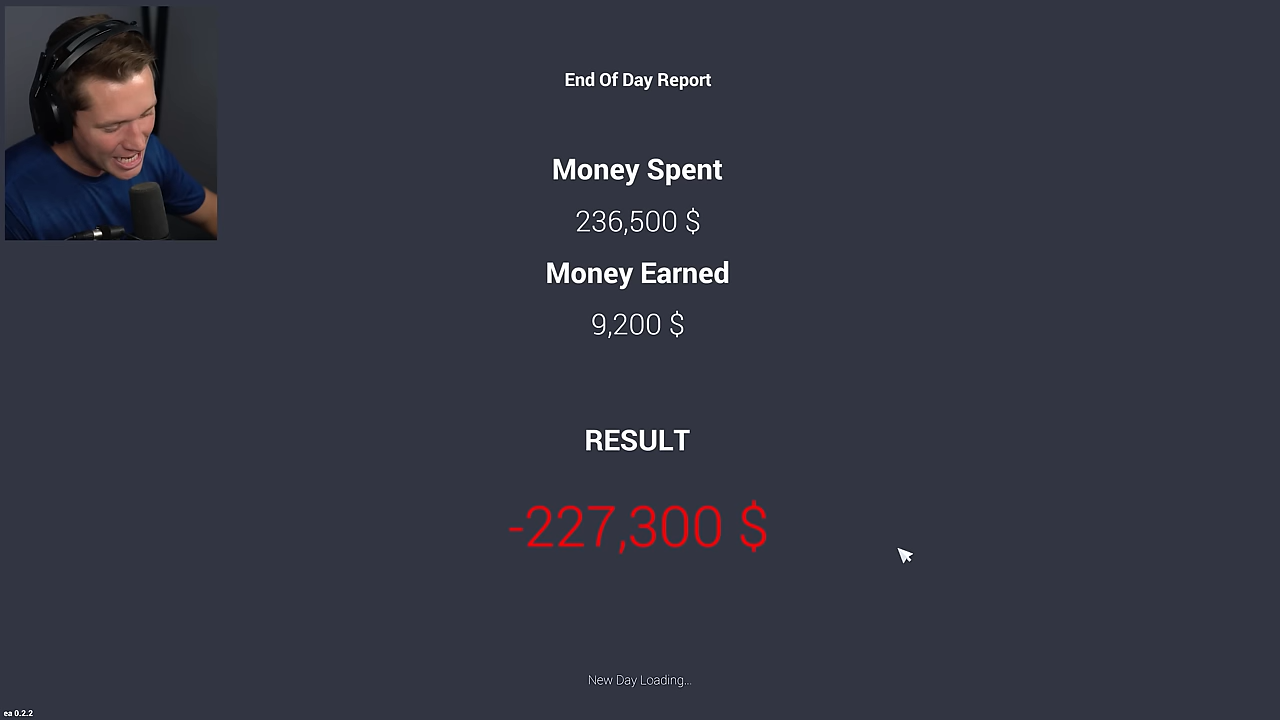 End Of Day Report
Money Spent
236,500 $
Money Earned
9,200 $
RESULT
-227,300 $
New Day Loading...
ea 0.2.2